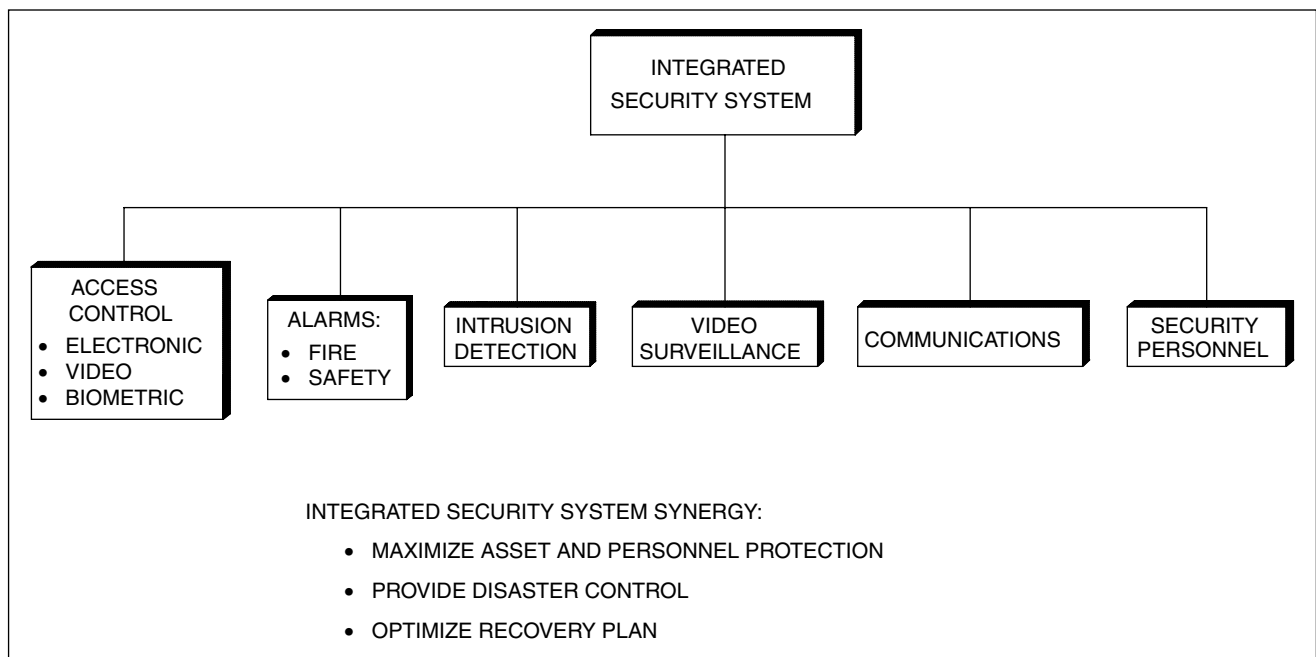 INTEGRATED
SECURITY SYSTEM
ACCESS
CONTROL
• ELECTRONIC
• VIDEO
• BIOMETRIC
ALARMS:
• FIRE
• SAFETY
INTRUSION
DETECTION
VIDEO
SURVEILLANCE
COMMUNICATIONS
SECURITY
PERSONNEL
INTEGRATED SECURITY SYSTEM SYNERGY:
• MAXIMIZE ASSET AND PERSONNEL PROTECTION
• PROVIDE DISASTER CONTROL
• OPTIMIZE RECOVERY PLAN